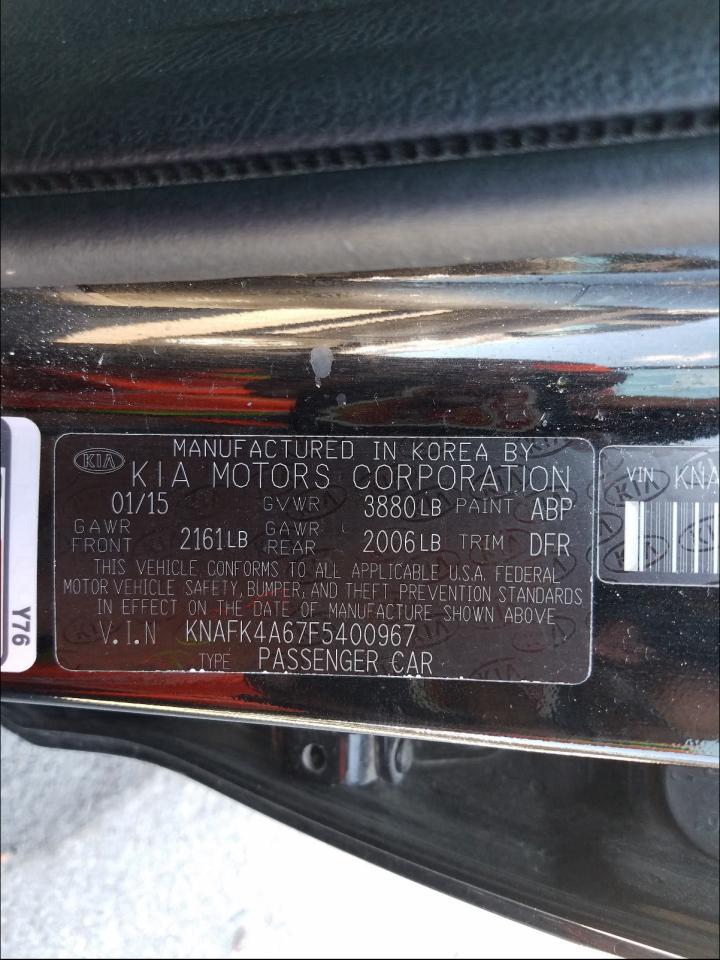 KIA
MANUFACTURED IN KOREA BY
KIA MOTORS CORPORATION
01/15 GVWR 3880LB PAINT ABP
GAWR FRONT 2161LB GAWR REAR 2006LB TRIM DFR
THIS VEHICLE CONFORMS TO ALL APPLICABLE U.S.A. FEDERAL
MOTOR VEHICLE SAFETY, BUMPER, AND THEFT PREVENTION STANDARDS
IN EFFECT ON THE DATE OF MANUFACTURE SHOWN ABOVE
V.I.N KNAFK4A67F5400967
TYPE PASSENGER CAR
VIN KNA
Y76